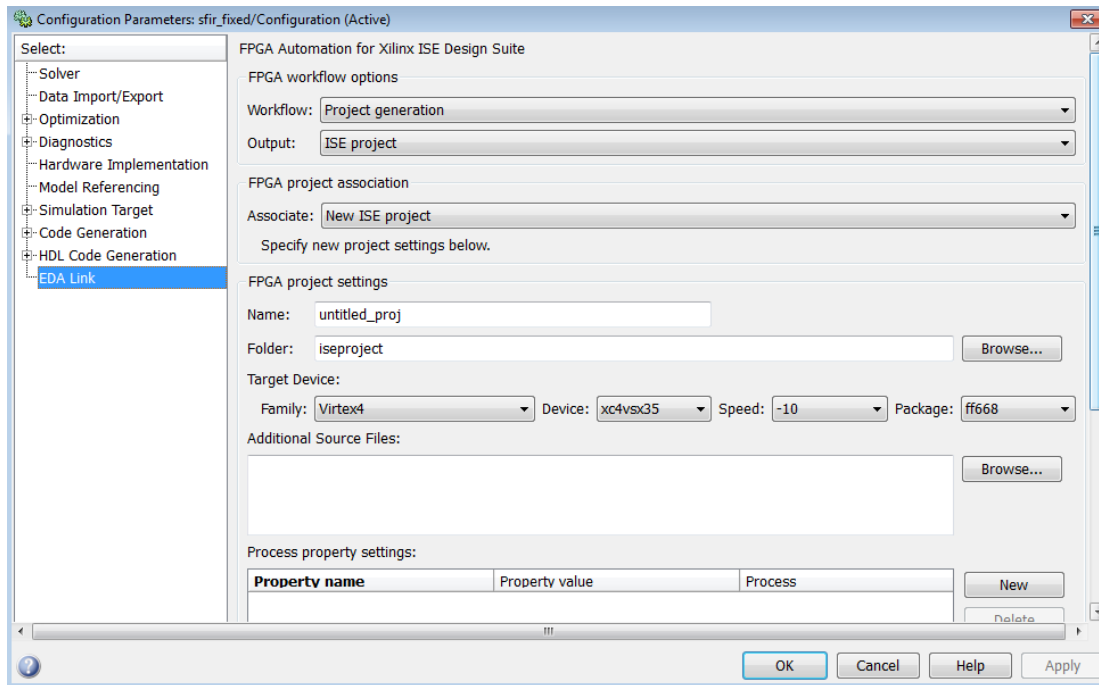 Configuration Parameters: sfir_fixed/Configuration (Active)
Select:
Solver
Data Import/Export
Optimization
Diagnostics
Hardware Implementation
Model Referencing
Simulation Target
Code Generation
HDL Code Generation
EDA Link
FPGA Automation for Xilinx ISE Design Suite
FPGA workflow options
Workflow: Project generation
Output: ISE project
FPGA project association
Associate: New ISE project
Specify new project settings below.
FPGA project settings
Name: untitled_proj
Folder: iseproject Browse...
Target Device:
Family: Virtex4 Device: xc4vsx35 Speed: -10 Package: ff668
Additional Source Files:
Browse...
Process property settings:
Property name Property value Process
New
Delete
OK Cancel Help Apply